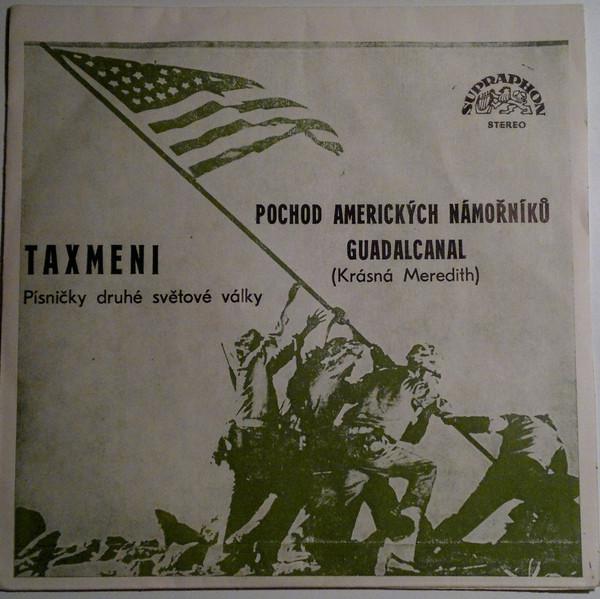 SUPRAPHON
STEREO
POCHOD AMERICKÝCH NÁMOŘNÍKŮ
GUADALCANAL
(Krásná Meredith)
TAXMENI
Písničky druhé světové války